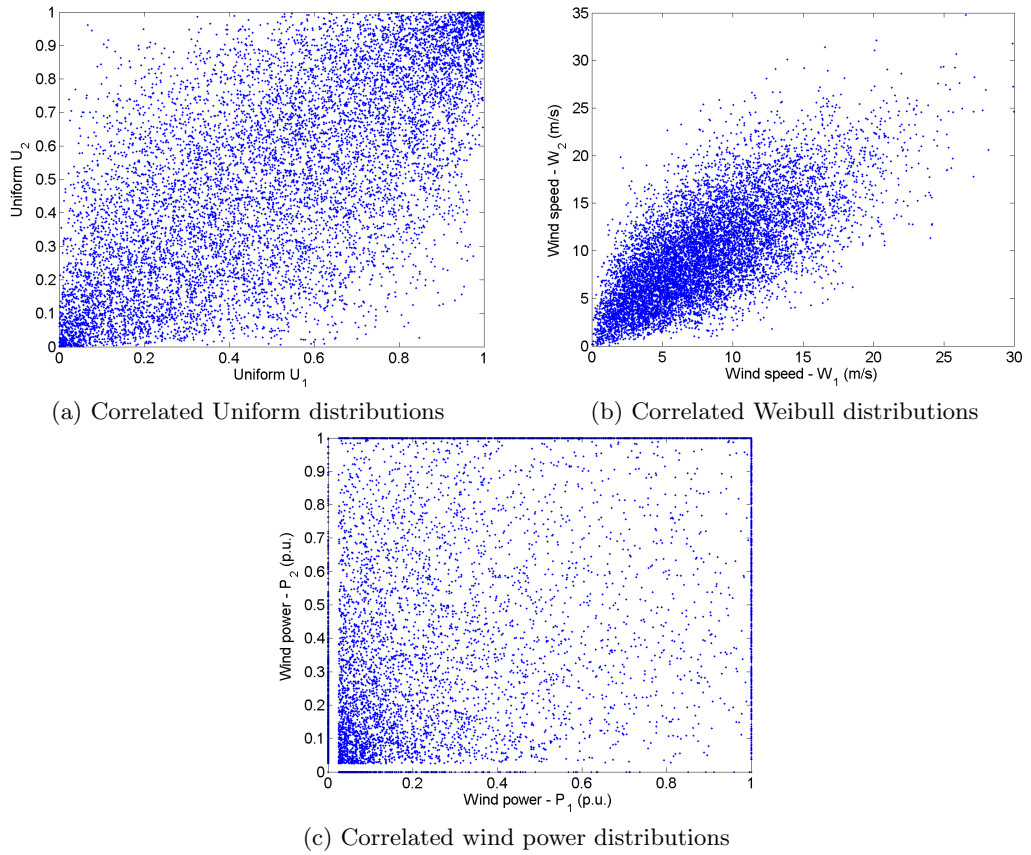 1
0.9
0.8
0.7
0.6
0.5
0.4
0.3
0.2
0.1
0
Uniform U2
0 0.2 0.4 0.6 0.8 1
Uniform U1
(a) Correlated Uniform distributions
35
30
25
20
15
10
5
0
Wind speed - W2 (m/s)
0 5 10 15 20 25 30
Wind speed - W1 (m/s)
(b) Correlated Weibull distributions
1
0.9
0.8
0.7
0.6
0.5
0.4
0.3
0.2
0.1
0
Wind power - P2 (p.u.)
0 0.2 0.4 0.6 0.8 1
Wind power - P1 (p.u.)
(c) Correlated wind power distributions